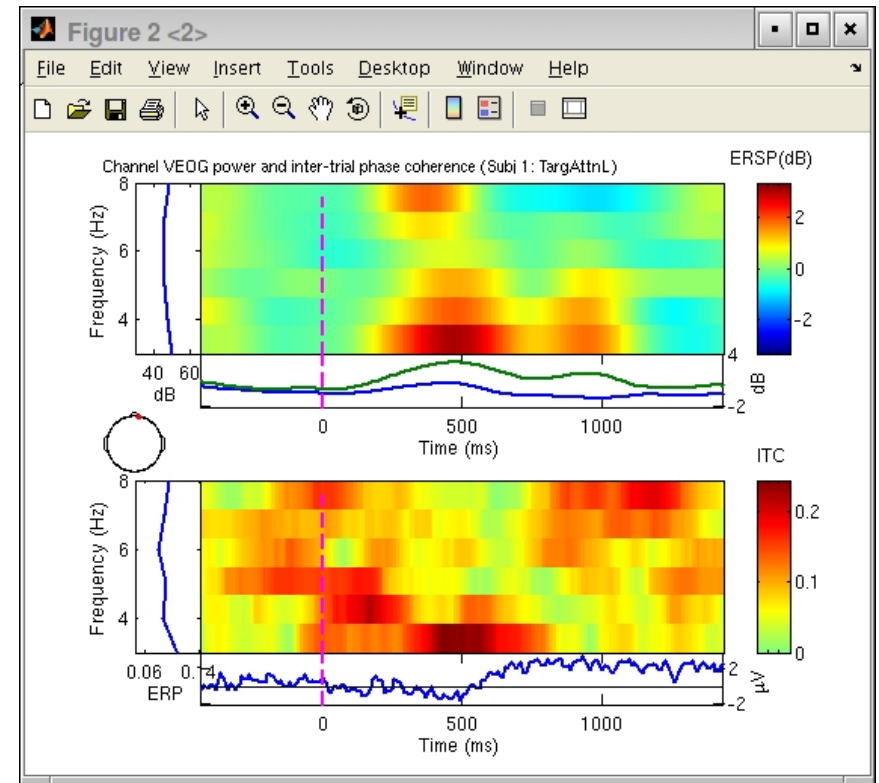 Figure 2 <2>
File Edit View Insert Tools Desktop Window Help
Channel VEOG power and inter-trial phase coherence (Subj 1: TargAttnL)
ERSP(dB)
8
6
4
Frequency (Hz)
2
0
-2
40 60
dB
4
-2
dB
0 500 1000
Time (ms)
ITC
8
6
4
Frequency (Hz)
0.2
0.1
0
0.06 0.14
ERP
2
-2
μV
0 500 1000
Time (ms)